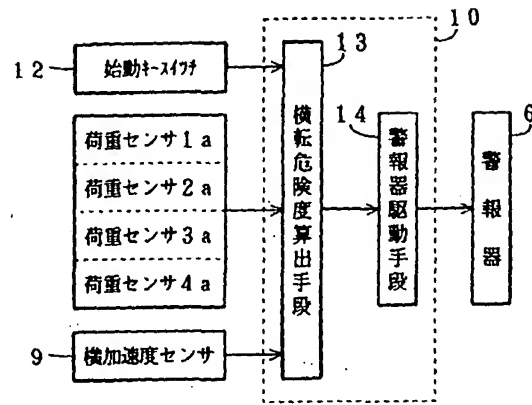 10
12
始動キースイッチ
13
横転危険度算出手段
14
警報器駆動手段
6
警報器
荷重センサ1a
荷重センサ2a
荷重センサ3a
荷重センサ4a
9
横加速度センサ